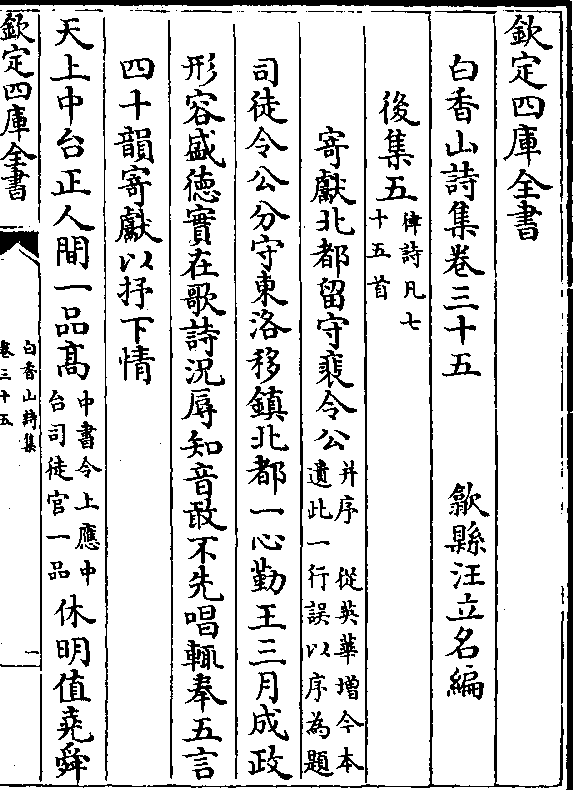 欽定四庫全書
白香山詩集卷三十五 歙縣汪立名編
後集五律詩凡七十五首
寄獻北都留守裴令公并序 從英華增今本遺此一行誤以序為題
司徒令公分守東洛移鎮北都一心勤王三月成政
形容盛德實在歌詩況辱知音敢不先唱輒奉五言
四十韻寄獻以抒下情
天上中台正人間一品高中書令上應中台司徒官一品休明值堯舜
欽定四庫全書
白香山詩集
卷三十五
一